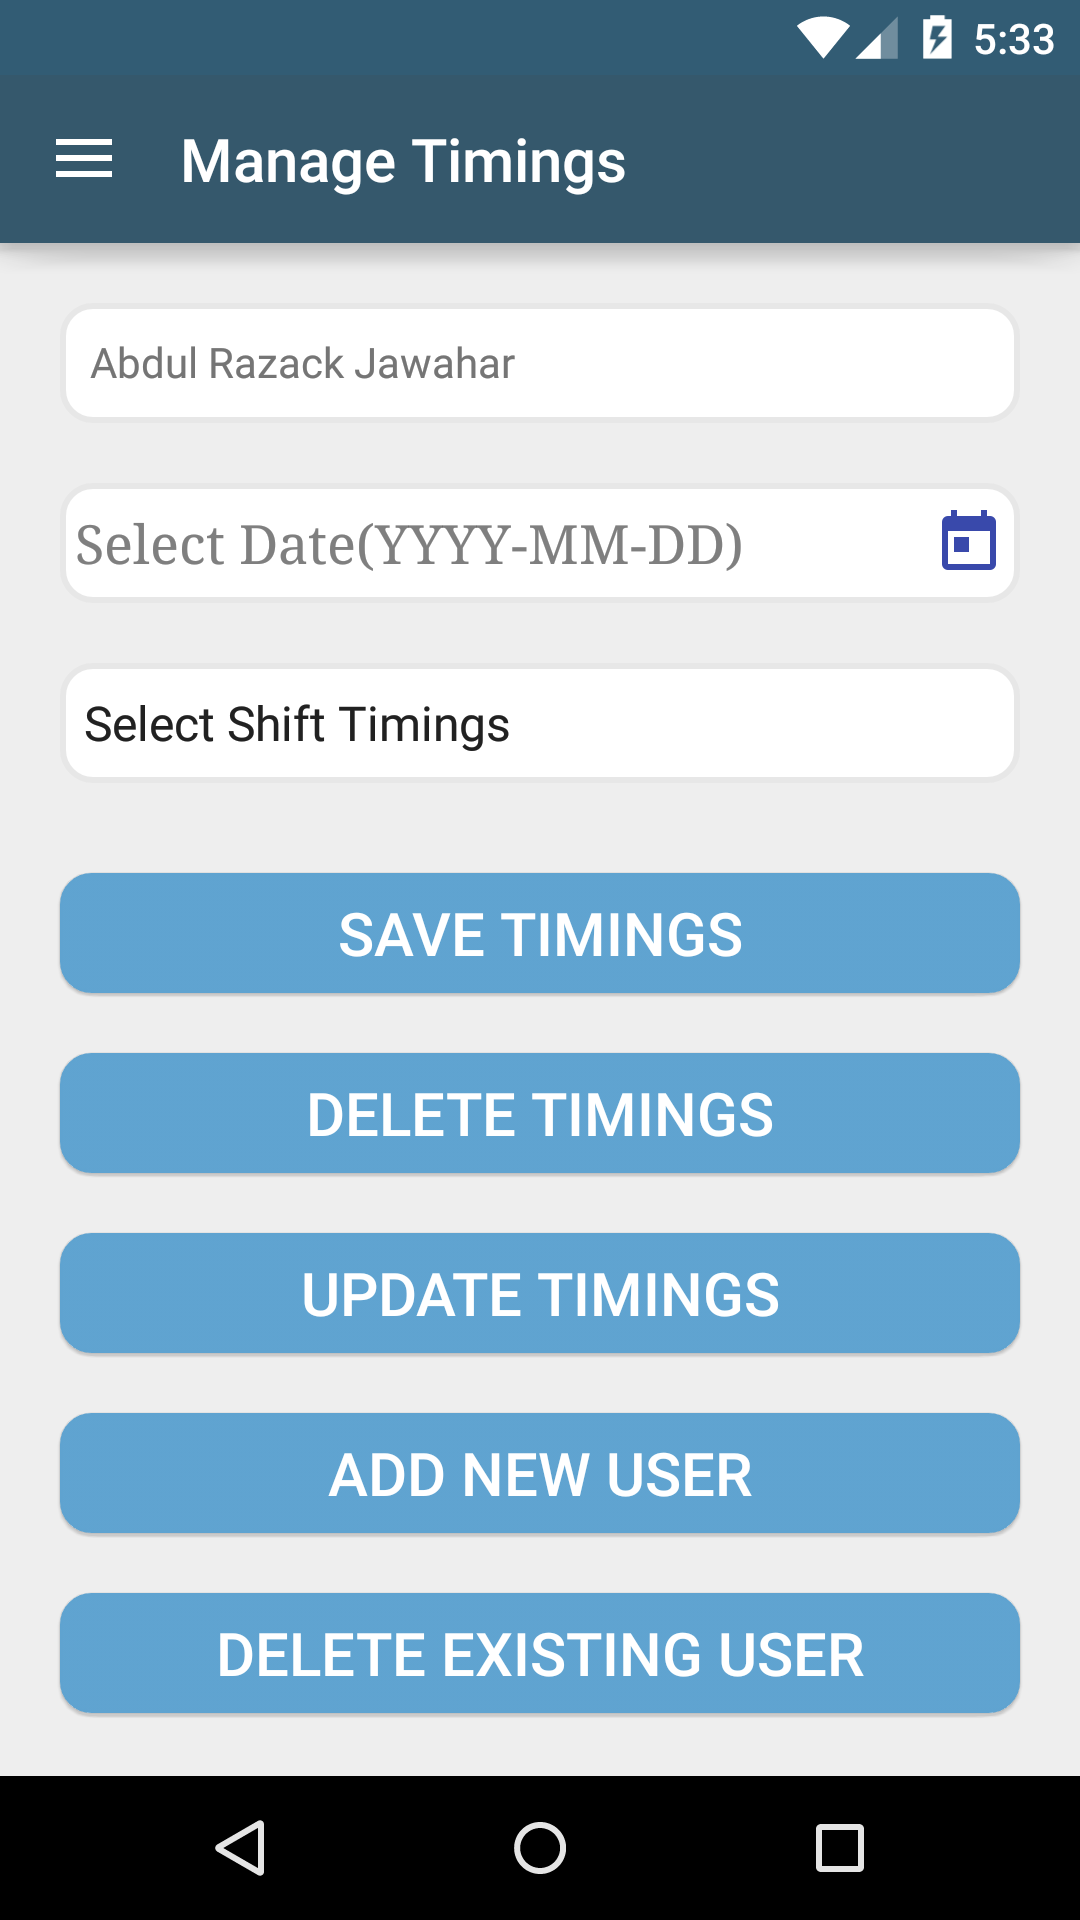 5:33
Manage Timings
Abdul Razack Jawahar
Select Date(YYYY-MM-DD)
Select Shift Timings
SAVE TIMINGS
DELETE TIMINGS
UPDATE TIMINGS
ADD NEW USER
DELETE EXISTING USER